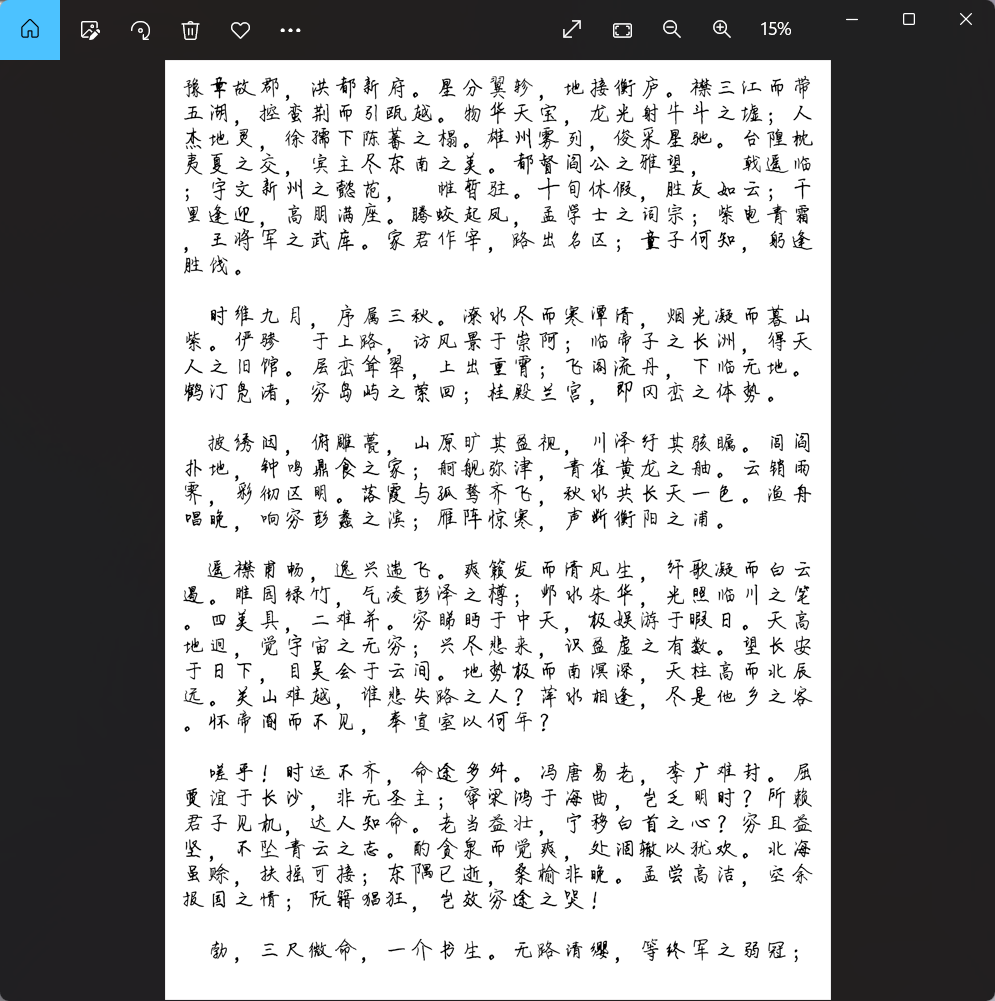 15%
豫章故郡，洪都新府。星分翼轸，地接衡庐。襟三江而带
五湖，控蛮荆而引瓯越。物华天宝，龙光射牛斗之墟；人
杰地灵，徐孺下陈蕃之榻。雄州雾列，俊采星驰。台隍枕
夷夏之交，宾主尽东南之美。都督阎公之雅望， 戟遥临
；宇文新州之懿范， 帷暂驻。十旬休假，胜友如云；千
里逢迎，高朋满座。腾蛟起凤，孟学士之词宗；紫电青霜
，王将军之武库。家君作宰，路出名区；童子何知，躬逢
胜饯。
时维九月，序属三秋。潦水尽而寒潭清，烟光凝而暮山
紫。俨骖 于上路，访风景于崇阿；临帝子之长洲，得天
人之旧馆。层峦耸翠，上出重霄；飞阁流丹，下临无地。
鹤汀凫渚，穷岛屿之萦回；桂殿兰宫，即冈峦之体势。
披绣闼，俯雕甍，山原旷其盈视，川泽纡其骇瞩。闾阎
扑地，钟鸣鼎食之家；舸舰弥津，青雀黄龙之舳。云销雨
霁，彩彻区明。落霞与孤鹜齐飞，秋水共长天一色。渔舟
唱晚，响穷彭蠡之滨；雁阵惊寒，声断衡阳之浦。
遥襟甫畅，逸兴遄飞。爽籁发而清风生，纤歌凝而白云
遏。睢园绿竹，气凌彭泽之樽；邺水朱华，光照临川之笔
。四美具，二难并。穷睇眄于中天，极娱游于暇日。天高
地迥，觉宇宙之无穷；兴尽悲来，识盈虚之有数。望长安
于日下，目吴会于云间。地势极而南溟深，天柱高而北辰
远。关山难越，谁悲失路之人？萍水相逢，尽是他乡之客
。怀帝阍而不见，奉宣室以何年？
嗟乎！时运不齐，命途多舛。冯唐易老，李广难封。屈
贾谊于长沙，非无圣主；窜梁鸿于海曲，岂乏明时？所赖
君子见机，达人知命。老当益壮，宁移白首之心？穷且益
坚，不坠青云之志。酌贪泉而觉爽，处涸辙以犹欢。北海
虽赊，扶摇可接；东隅已逝，桑榆非晚。孟尝高洁，空余
报国之情；阮籍猖狂，岂效穷途之哭！
勃，三尺微命，一介书生。无路请缨，等终军之弱冠；